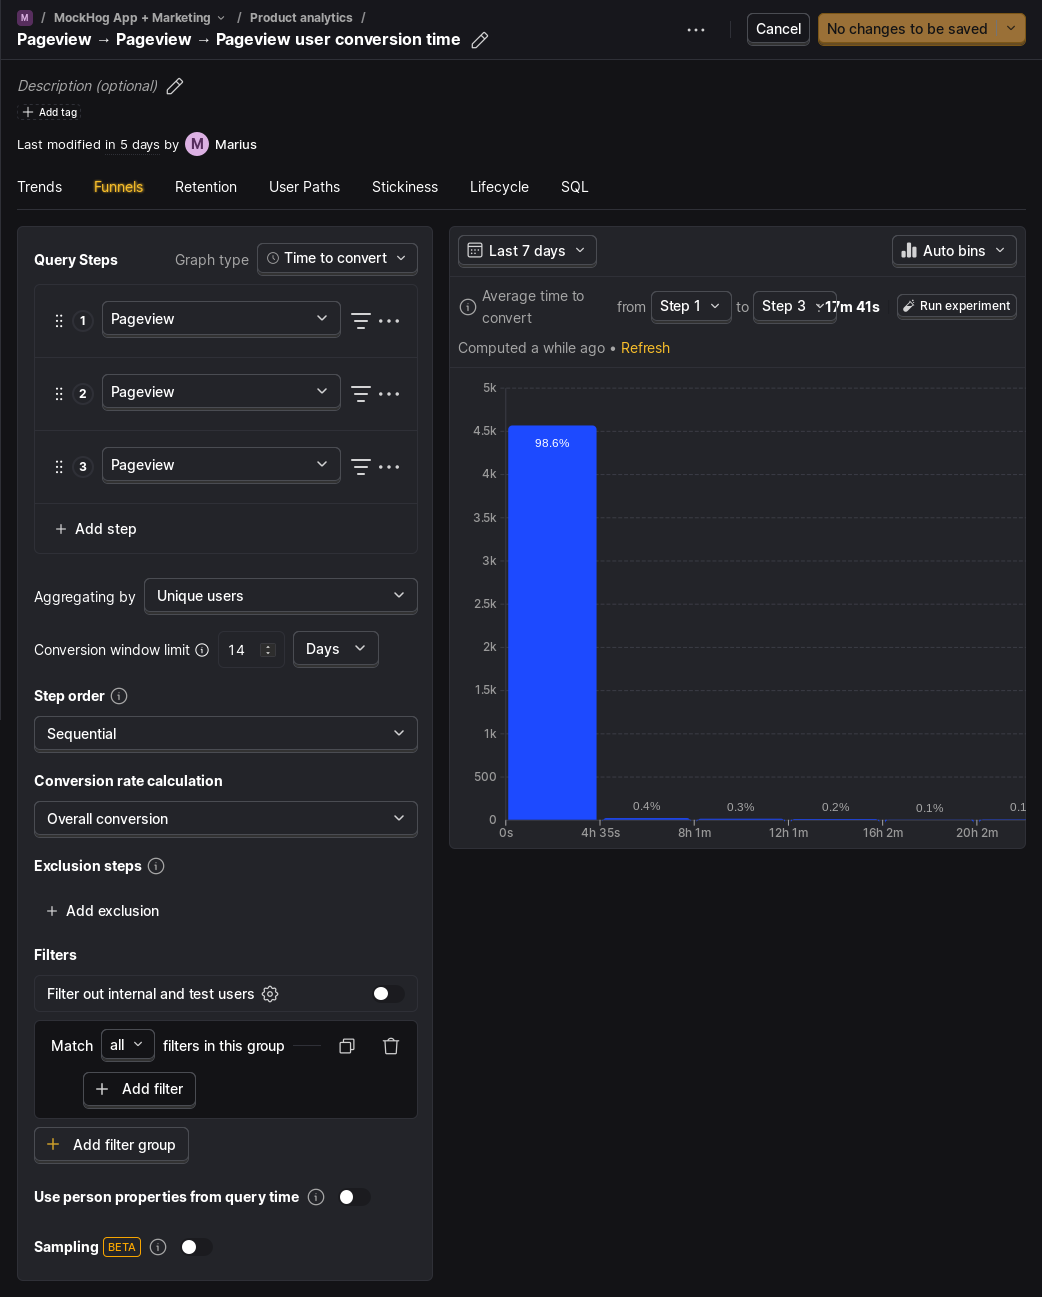 M / MockHog App + Marketing / Product analytics /
Pageview → Pageview → Pageview user conversion time
Cancel
No changes to be saved
Description (optional)
Add tag
Last modified in 5 days by M Marius
Trends Funnels Retention User Paths Stickiness Lifecycle SQL
Query Steps Graph type Time to convert
1 Pageview
2 Pageview
3 Pageview
Add step
Aggregating by Unique users
Conversion window limit 14 Days
Step order
Sequential
Conversion rate calculation
Overall conversion
Exclusion steps
Add exclusion
Filters
Filter out internal and test users
Match all filters in this group
Add filter
Add filter group
Use person properties from query time
Sampling BETA
Last 7 days Auto bins
Average time to
convert
from Step 1 to Step 3 17m 41s Run experiment
Computed a while ago • Refresh
5k
4.5k
98.6%
4k
3.5k
3k
2.5k
2k
1.5k
1k
500
0.4% 0.3% 0.2% 0.1% 0.1
0
0s 4h 35s 8h 1m 12h 1m 16h 2m 20h 2m